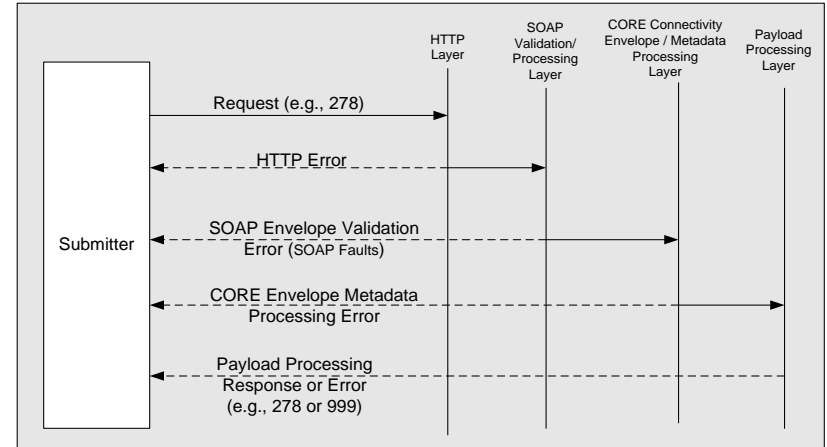 HTTP
Layer
SOAP
Validation/
Processing
Layer
CORE Connectivity
Envelope / Metadata
Processing
Layer
Payload
Processing
Layer
Request (e.g., 278)
HTTP Error
Submitter
SOAP Envelope Validation
Error (SOAP Faults)
CORE Envelope Metadata
Processing Error
Payload Processing
Response or Error
(e.g., 278 or 999)